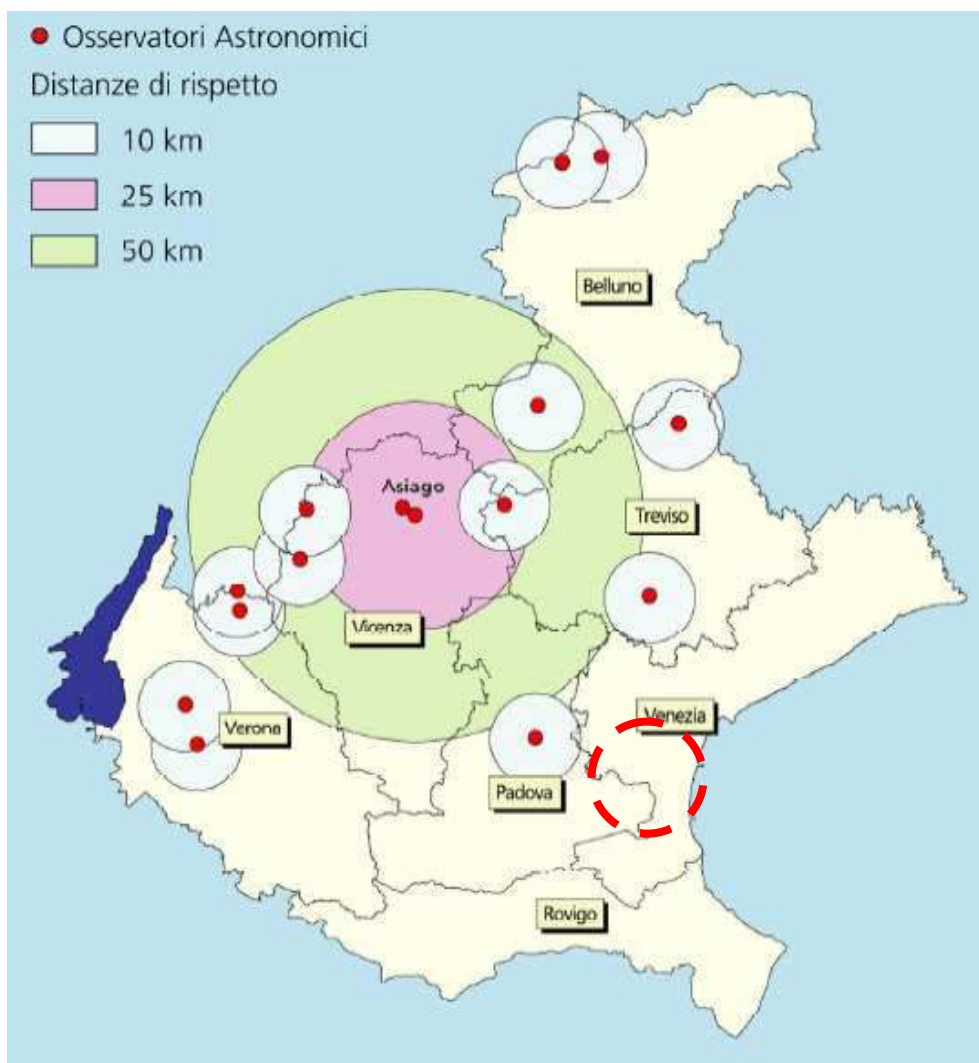 Osservatori Astronomici
Distanze di rispetto
10 km
25 km
50 km
Belluno
Asiago
Treviso
Vicenza
Venezia
Verona
Padova
Rovigo